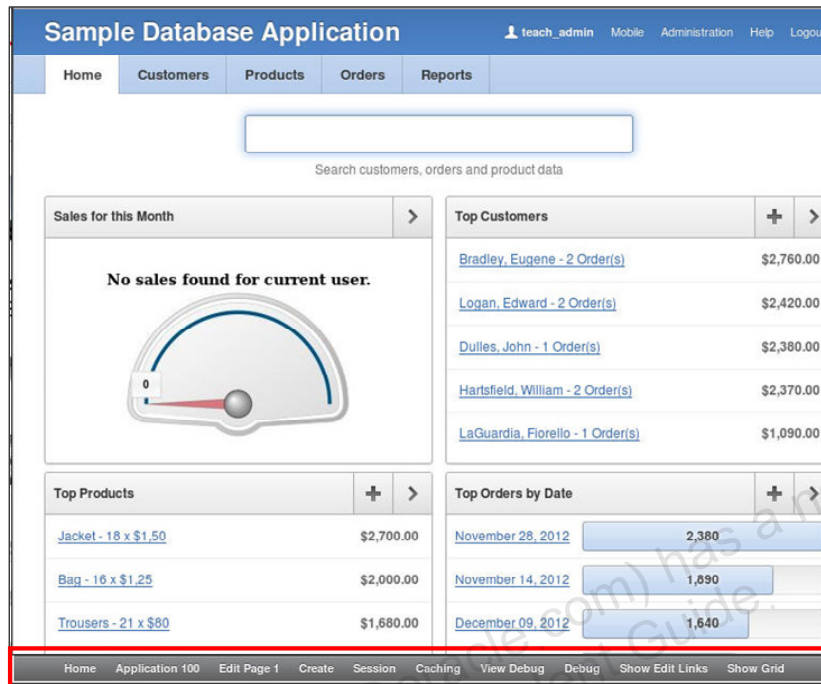 Sample Database Application
teach_admin Mobile Administration Help Logou
Home Customers Products Orders Reports
Search customers, orders and product data
Sales for this Month
No sales found for current user.
0
Top Customers
Bradley, Eugene - 2 Order(s) $2,760.00
Logan, Edward - 2 Order(s) $2,420.00
Dulles, John - 1 Order(s) $2,380.00
Hartsfield, William - 2 Order(s) $2,370.00
LaGuardia, Fiorello - 1 Order(s) $1,090.00
Top Products
Jacket - 18 x $1,50 $2,700.00
Bag - 16 x $1,25 $2,000.00
Trousers - 21 x $80 $1,680.00
Top Orders by Date
November 28, 2012 2,380
November 14, 2012 1,890
December 09, 2012 1,640
oracle.com) has a n
ent Guide.
Home Application 100 Edit Page 1 Create Session Caching View Debug Debug Show Edit Links Show Grid